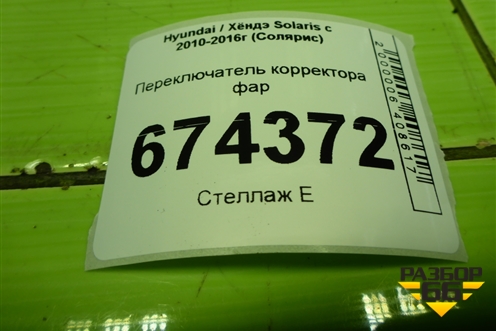 Hyundai / Хёндэ Solaris с
2010-2016г (Солярис)
Переключатель корректора
фар
674372
Стеллаж Е
2000006408617
РАЗБОР
66